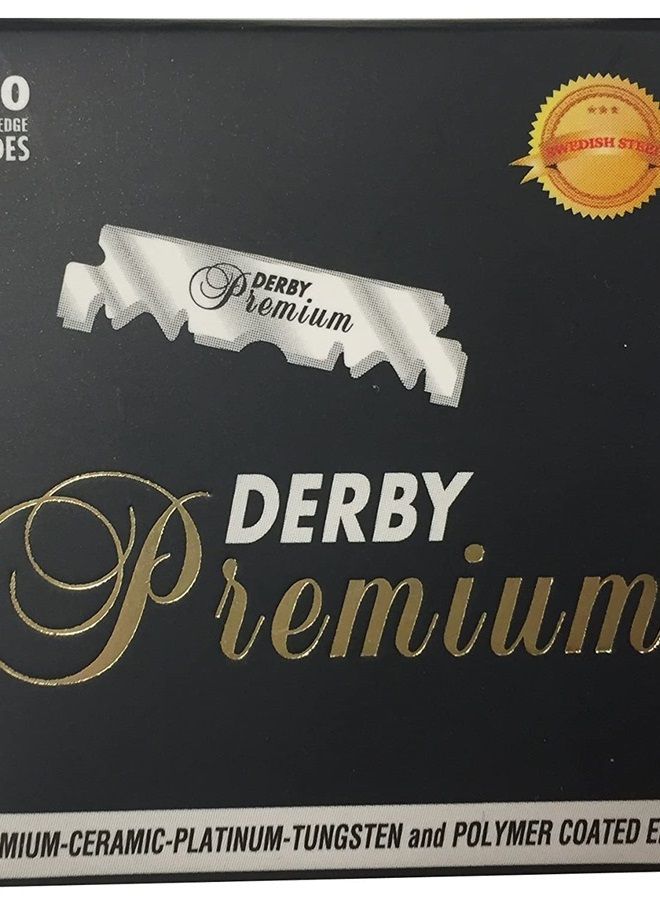 0
EDGE
DES
SWEDISH STEEL
DERBY
Premium
DERBY
Premium
MIUM-CERAMIC-PLATINUM-TUNGSTEN and POLYMER COATED E